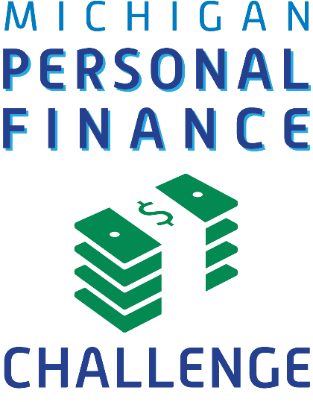 MICHIGAN
PERSONAL
FINANCE
$
CHALLENGE